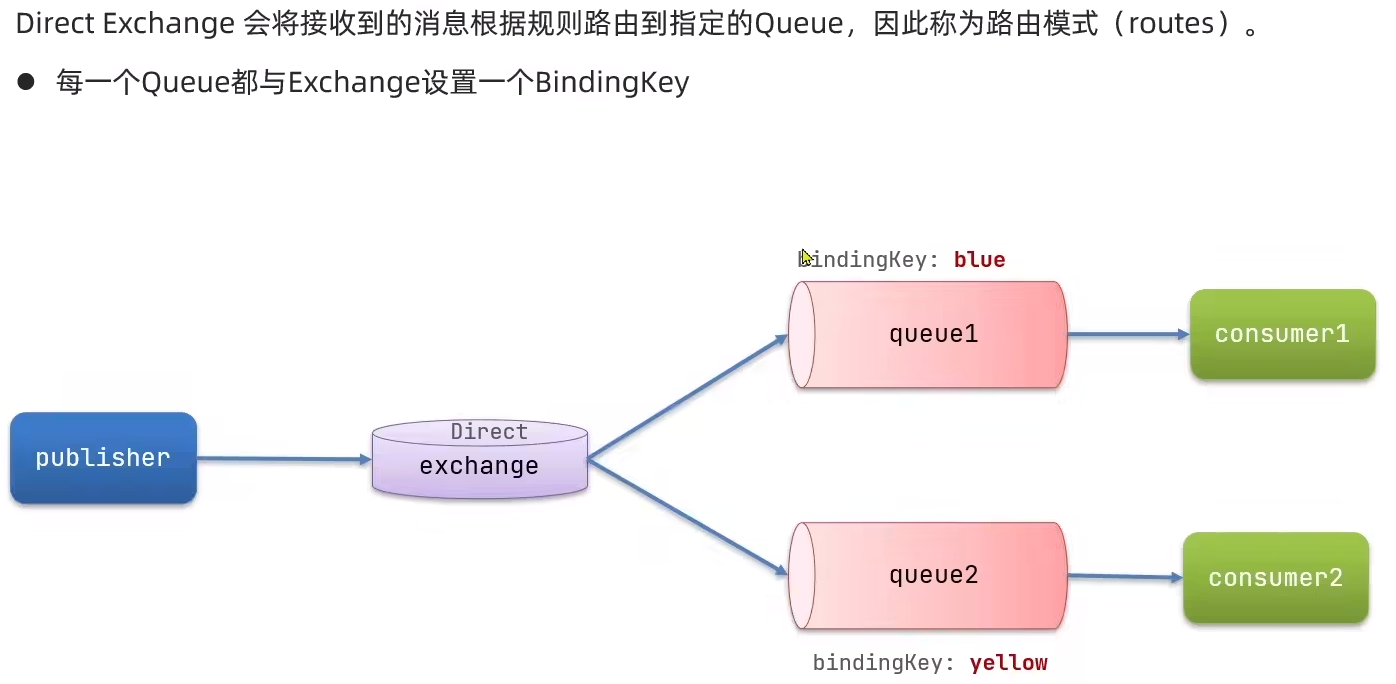 Direct Exchange 会将接收到的消息根据规则路由到指定的Queue，因此称为路由模式（routes）。
● 每一个Queue都与Exchange设置一个BindingKey
bindingKey: blue
queue1
consumer1
publisher
Direct
exchange
queue2
consumer2
bindingKey: yellow